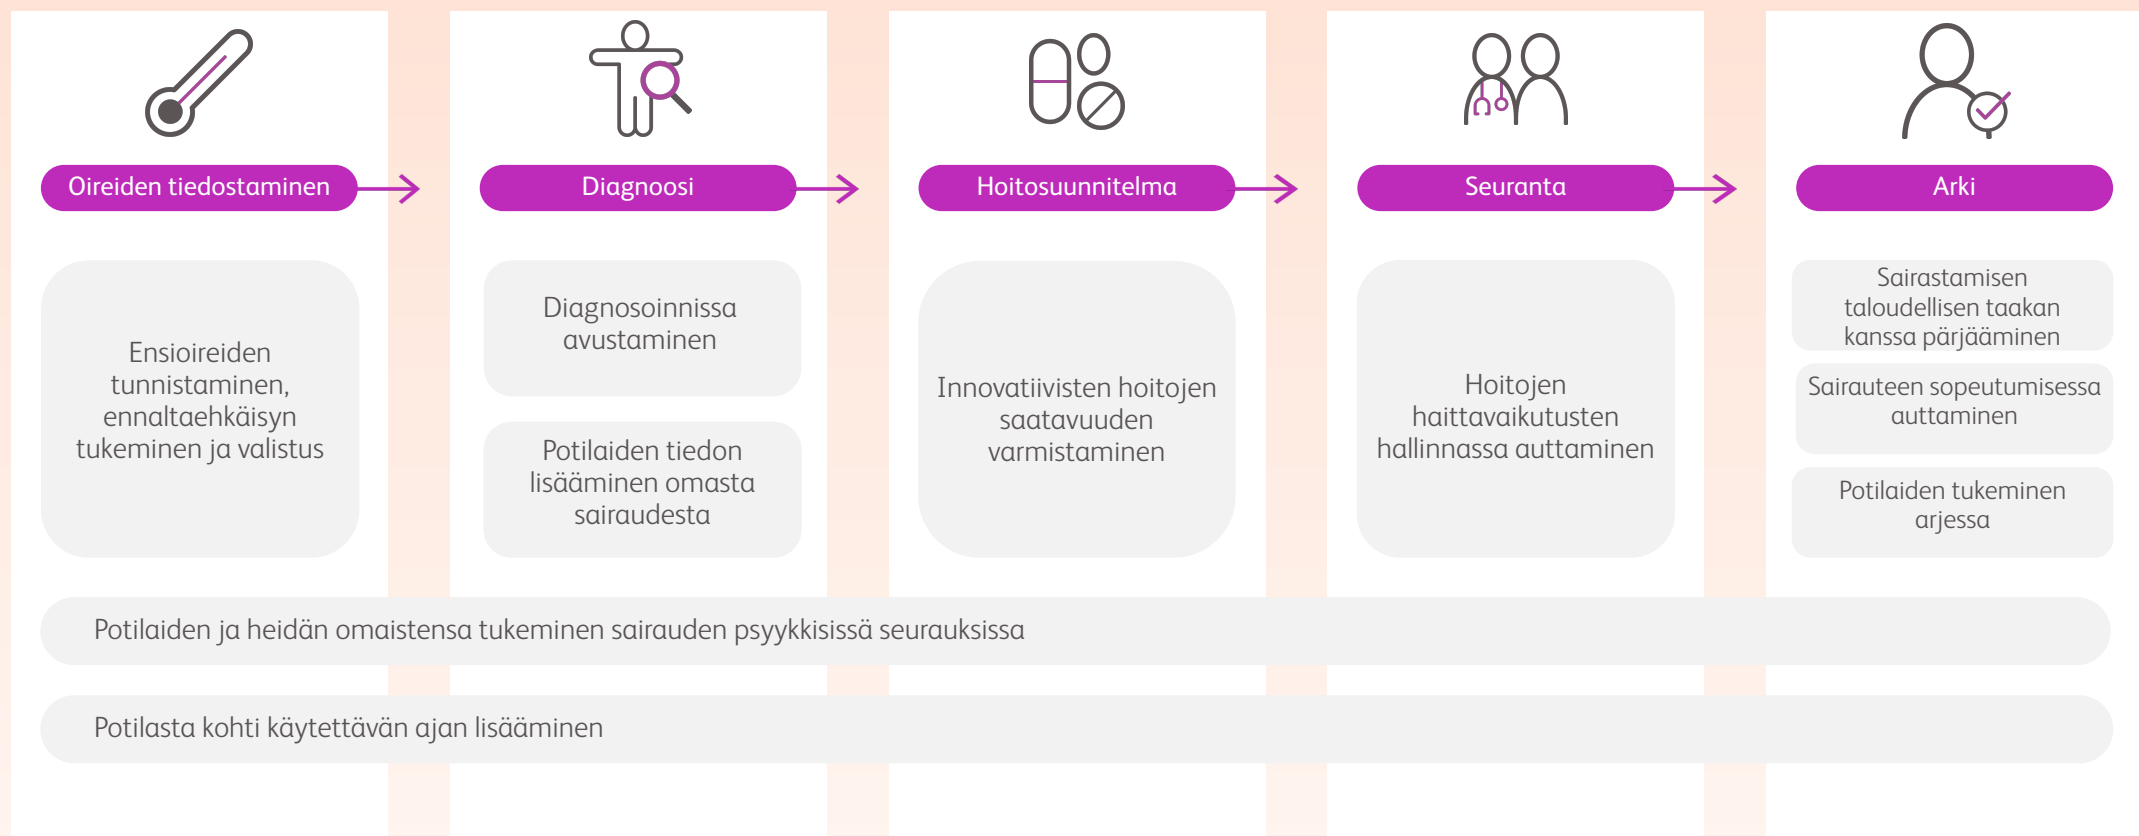 Oireiden tiedostaminen
Diagnoosi
Hoitosuunnitelma
Seuranta
Arki
Ensioireiden
tunnistaminen,
ennaltaehkäisyn
tukeminen ja valistus
Diagnosoinnissa
avustaminen
Potilaiden tiedon
lisääminen omasta
sairaudesta
Innovatiivisten hoitojen
saatavuuden
varmistaminen
Hoitojen
haittavaikutusten
hallinnassa auttaminen
Sairastamisen
taloudellisen taakan
kanssa pärjääminen
Sairauteen sopeutumisessa
auttaminen
Potilaiden tukeminen
arjessa
Potilaiden ja heidän omaistensa tukeminen sairauden psyykkisissä seurauksissa
Potilasta kohti käytettävän ajan lisääminen